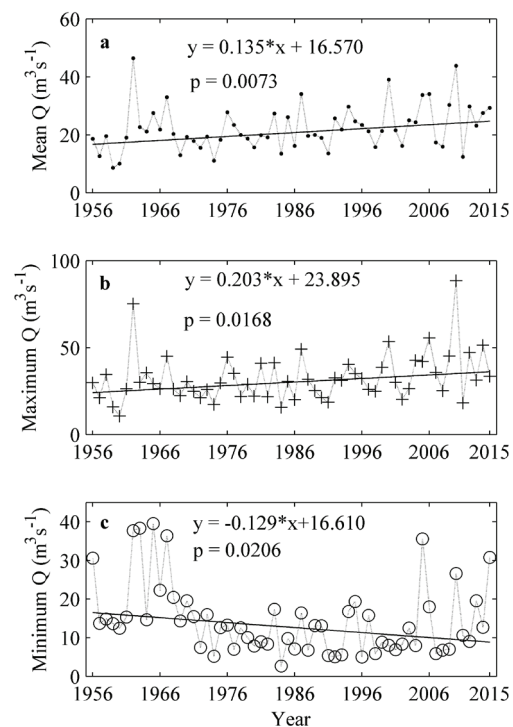 60
a
y = 0.135*x + 16.570
p = 0.0073
40
20
0
Mean Q (m³s⁻¹)
1956 1966 1976 1986 1996 2006 2015
100
b
y = 0.203*x + 23.895
p = 0.0168
50
0
Maximum Q (m³s⁻¹)
1956 1966 1976 1986 1996 2006 2015
40
c
y = -0.129*x+16.610
p = 0.0206
30
20
10
0
Minimum Q (m³s⁻¹)
1956 1966 1976 1986 1996 2006 2015
Year